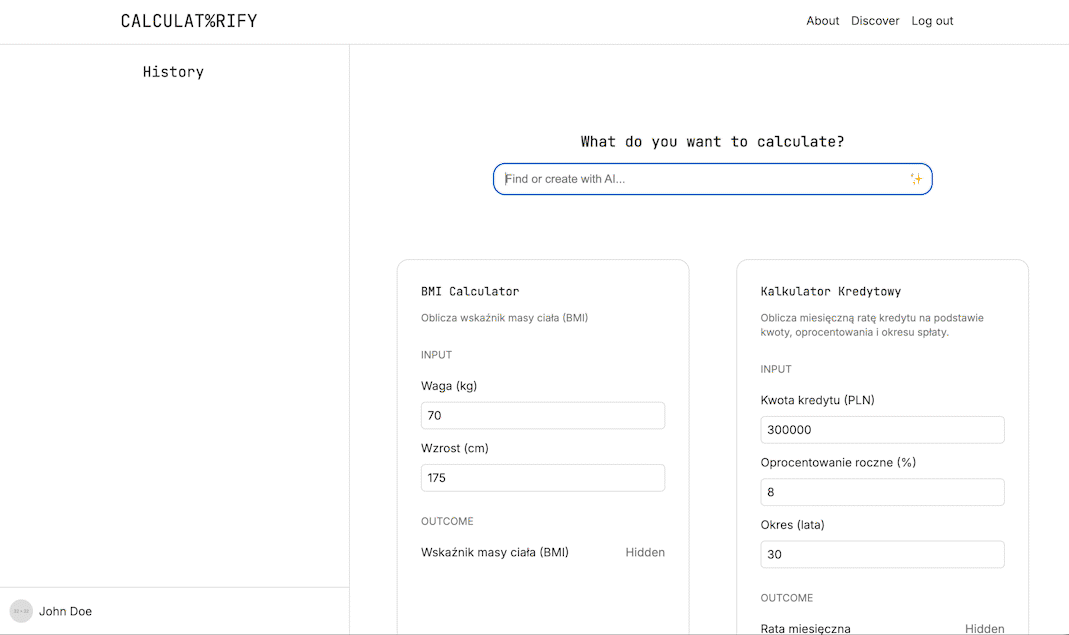 CALCULAT%RIFY
About Discover Log out
History
What do you want to calculate?
Find or create with AI...
BMI Calculator
Oblicza wskaźnik masy ciała (BMI)
INPUT
Waga (kg)
70
Wzrost (cm)
175
OUTCOME
Wskaźnik masy ciała (BMI) Hidden
Kalkulator Kredytowy
Oblicza miesięczną ratę kredytu na podstawie
kwoty, oprocentowania i okresu spłaty.
INPUT
Kwota kredytu (PLN)
300000
Oprocentowanie roczne (%)
8
Okres (lata)
30
OUTCOME
Rata miesięczna Hidden
John Doe